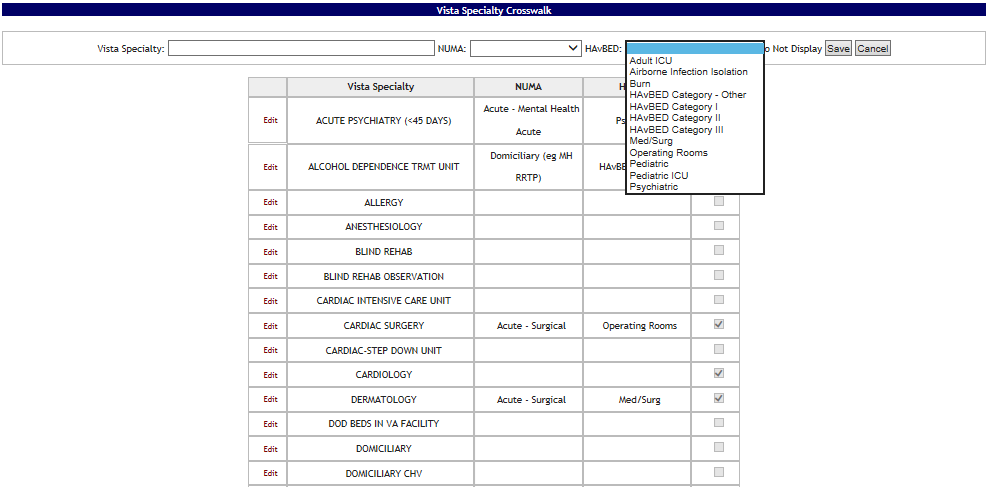 Vista Specialty Crosswalk
Vista Specialty: NUMA: HAvBED: o Not Display Save Cancel
Adult ICU
Airborne Infection Isolation
Burn
HAvBED Category - Other
HAvBED Category I
HAvBED Category II
HAvBED Category III
Med/Surg
Operating Rooms
Pediatric
Pediatric ICU
Psychiatric
Vista Specialty NUMA H
Edit ACUTE PSYCHIATRY (<45 DAYS) Acute - Mental Health Ps
Acute
Edit ALCOHOL DEPENDENCE TRMT UNIT Domiciliary (eg MH HAvBE
RRTP)
Edit ALLERGY
Edit ANESTHESIOLOGY
Edit BLIND REHAB
Edit BLIND REHAB OBSERVATION
Edit CARDIAC INTENSIVE CARE UNIT
Edit CARDIAC SURGERY Acute - Surgical Operating Rooms
Edit CARDIAC-STEP DOWN UNIT
Edit CARDIOLOGY
Edit DERMATOLOGY Acute - Surgical Med/Surg
Edit DOD BEDS IN VA FACILITY
Edit DOMICILIARY
Edit DOMICILIARY CHV